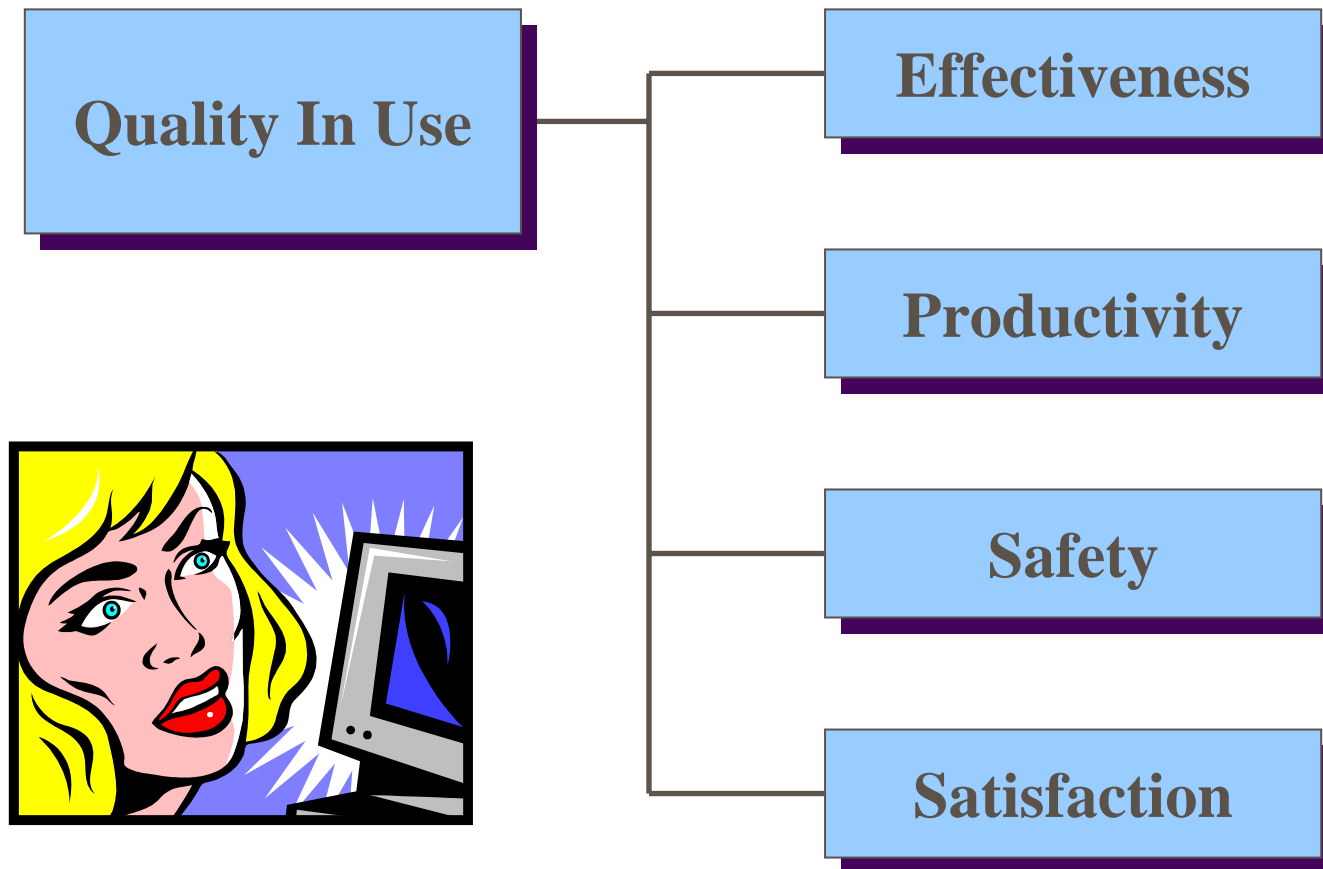 Quality In Use
Effectiveness
Productivity
Safety
Satisfaction